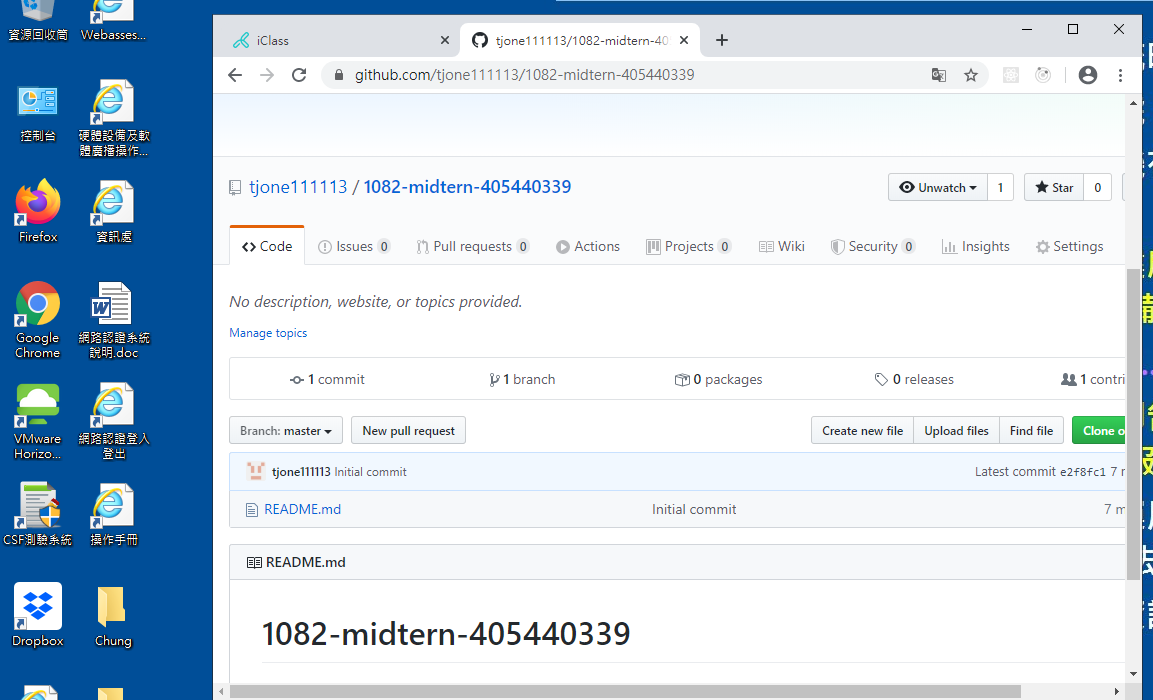 資源回收筒
Webasses...
控制台
硬體設備及軟
體廣播操作...
Firefox
資訊處
Google
Chrome
網路認證系統
說明.doc
VMware
Horizo...
網路認證登入
登出
CSF測驗系統
操作手冊
Dropbox
Chung
iClass
tjone111113/1082-midtern-40
github.com/tjone111113/1082-midtern-405440339
tjone111113 / 1082-midtern-405440339
Unwatch 1
Star 0
Code
Issues 0
Pull requests 0
Actions
Projects 0
Wiki
Security 0
Insights
Settings
No description, website, or topics provided.
Manage topics
1 commit
1 branch
0 packages
0 releases
1 contri
Branch: master
New pull request
Create new file
Upload files
Find file
Clone o
tjone111113 Initial commit
Latest commit e2f8fc1 7
README.md
Initial commit
7 m
README.md
1082-midtern-405440339